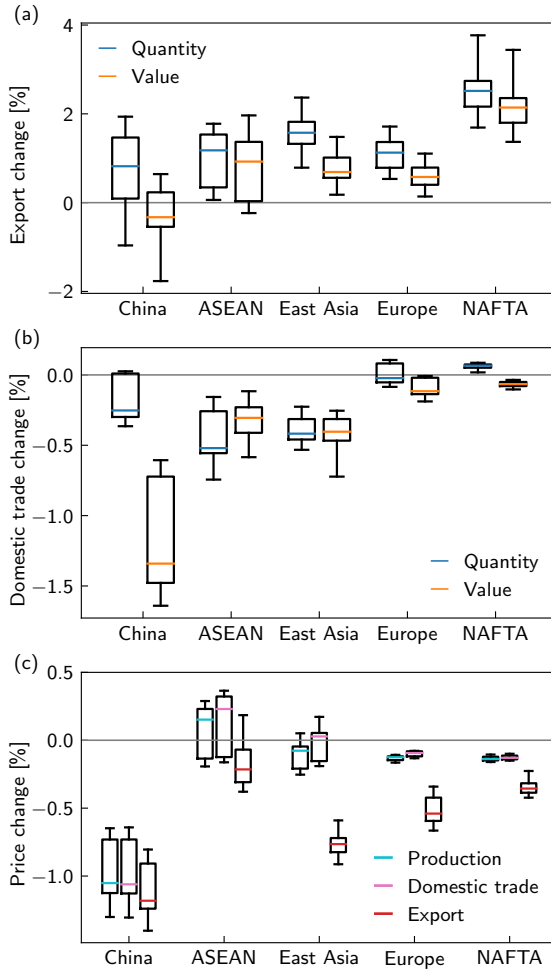 (a)
4
2
0
−2
Export change [%]
Quantity
Value
China ASEAN East Asia Europe NAFTA
(b)
0.0
−0.5
−1.0
−1.5
Domestic trade change [%]
Quantity
Value
China ASEAN East Asia Europe NAFTA
(c)
0.5
0.0
−0.5
−1.0
Price change [%]
Production
Domestic trade
Export
China ASEAN East Asia Europe NAFTA